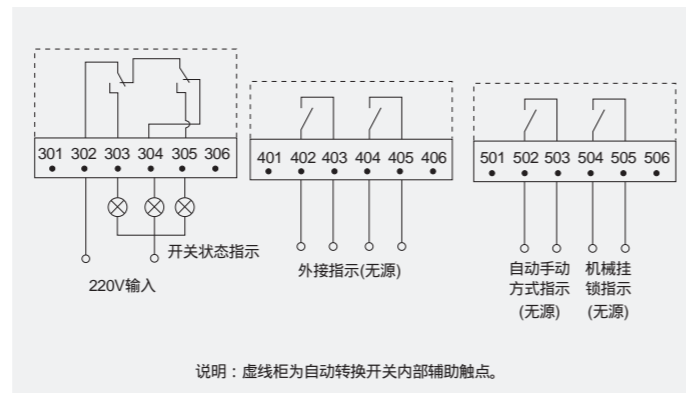 301 302 303 304 305 306
401 402 403 404 405 406
501 502 503 504 505 506
开关状态指示
220V输入
外接指示(无源)
自动手动
方式指示
(无源)
机械挂
锁指示
(无源)
说明：虚线柜为自动转换开关内部辅助触点。